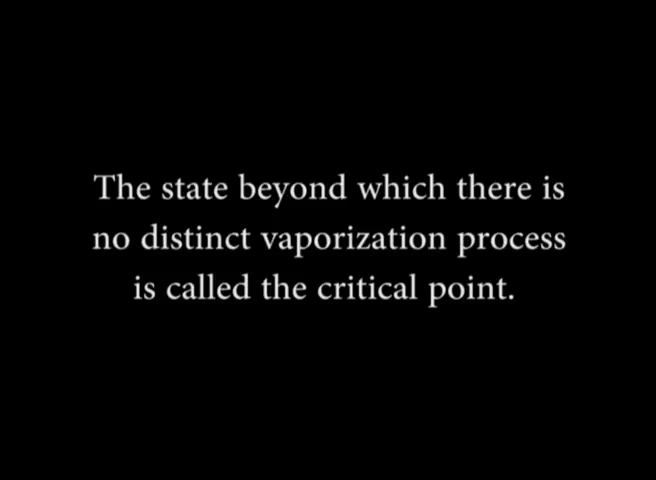 The state beyond which there is
no distinct vaporization process
is called the critical point.